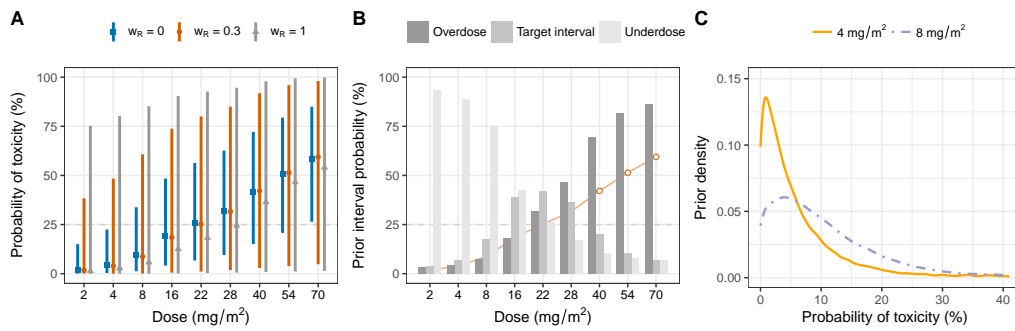 A
w_R = 0
w_R = 0.3
w_R = 1
Probability of toxicity (%)
100
75
50
25
0
2 4 8 16 22 28 40 54 70
Dose (mg/m²)
B
Overdose
Target interval
Underdose
Prior interval probability (%)
100
75
50
25
0
2 4 8 16 22 28 40 54 70
Dose (mg/m²)
C
4 mg/m²
8 mg/m²
Prior density
0.15
0.10
0.05
0.00
0 10 20 30 40
Probability of toxicity (%)